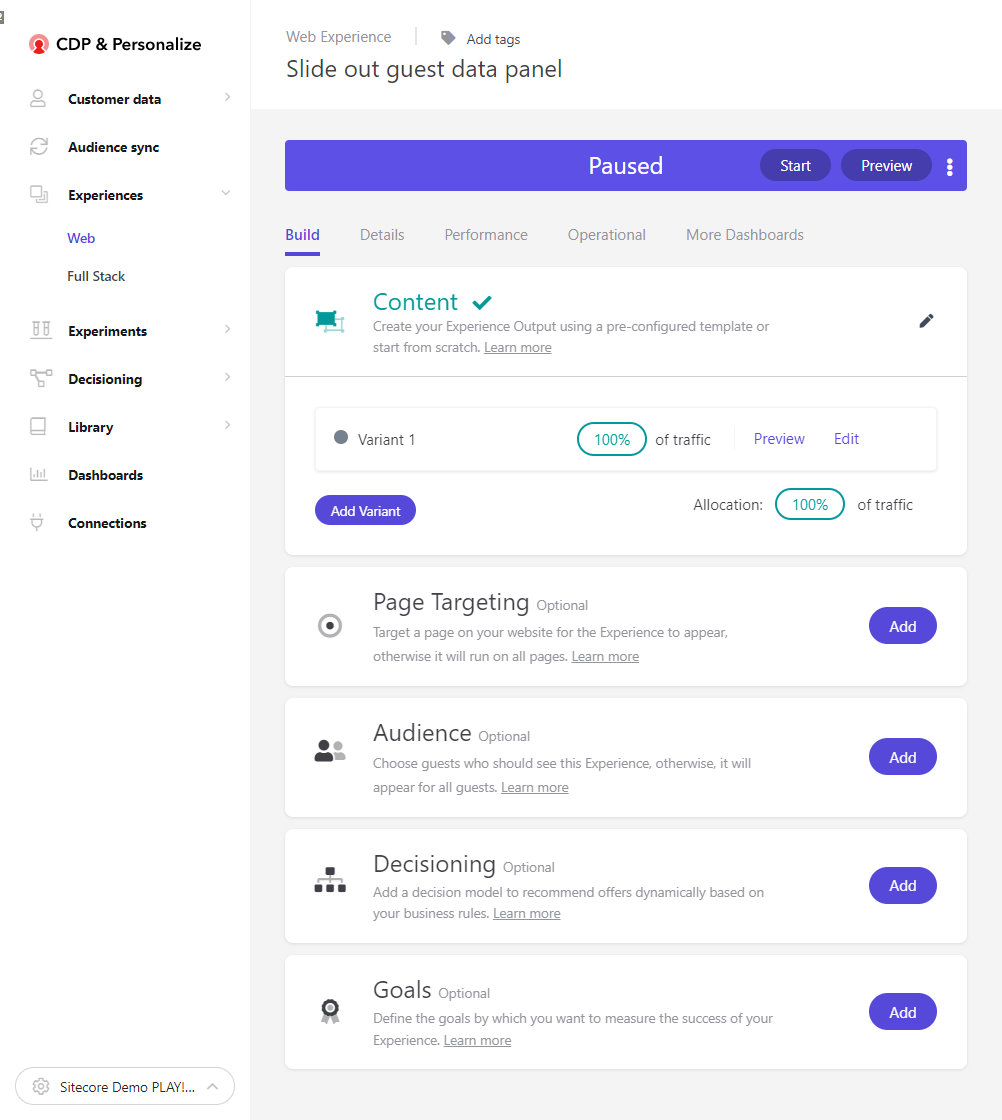 CDP & Personalize
Customer data
Audience sync
Experiences
Web
Full Stack
Experiments
Decisioning
Library
Dashboards
Connections
Sitecore Demo PLAY!...
Web Experience
Add tags
Slide out guest data panel
Paused
Start
Preview
Build
Details
Performance
Operational
More Dashboards
Content
Create your Experience Output using a pre-configured template or
start from scratch. Learn more
Variant 1
100%
of traffic
Preview
Edit
Add Variant
Allocation:
100%
of traffic
Page Targeting Optional
Target a page on your website for the Experience to appear,
otherwise it will run on all pages. Learn more
Add
Audience Optional
Choose guests who should see this Experience, otherwise, it will
appear for all guests. Learn more
Add
Decisioning Optional
Add a decision model to recommend offers dynamically based on
your business rules. Learn more
Add
Goals Optional
Define the goals by which you want to measure the success of your
Experience. Learn more
Add